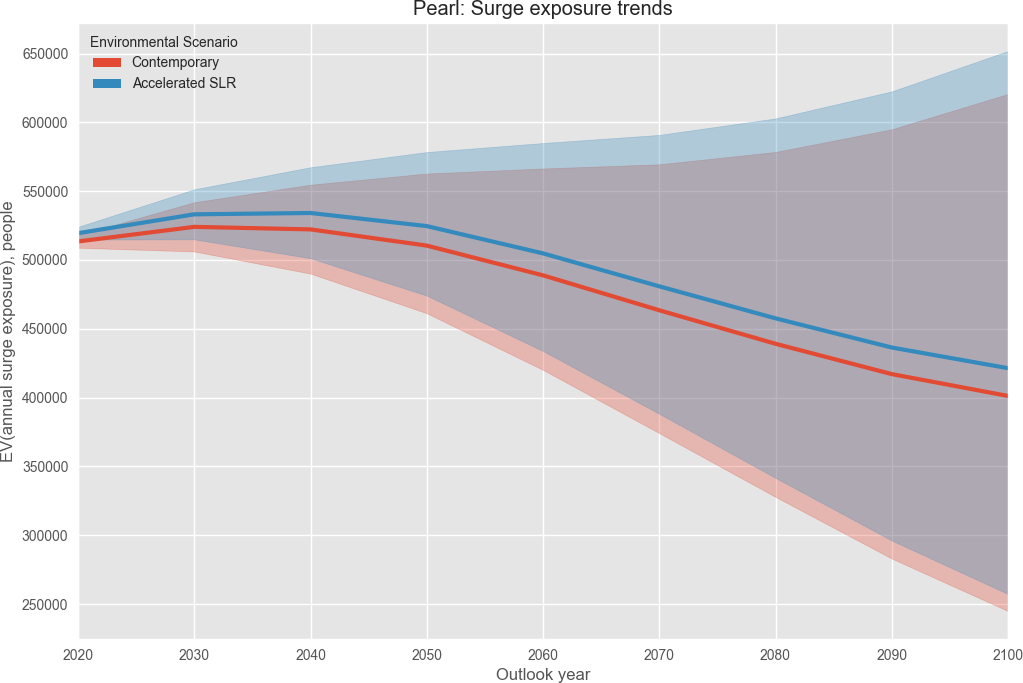 Pearl: Surge exposure trends
Environmental Scenario
Contemporary
Accelerated SLR
EV(annual surge exposure), people
650000
600000
550000
500000
450000
400000
350000
300000
250000
2020 2030 2040 2050 2060 2070 2080 2090 2100
Outlook year